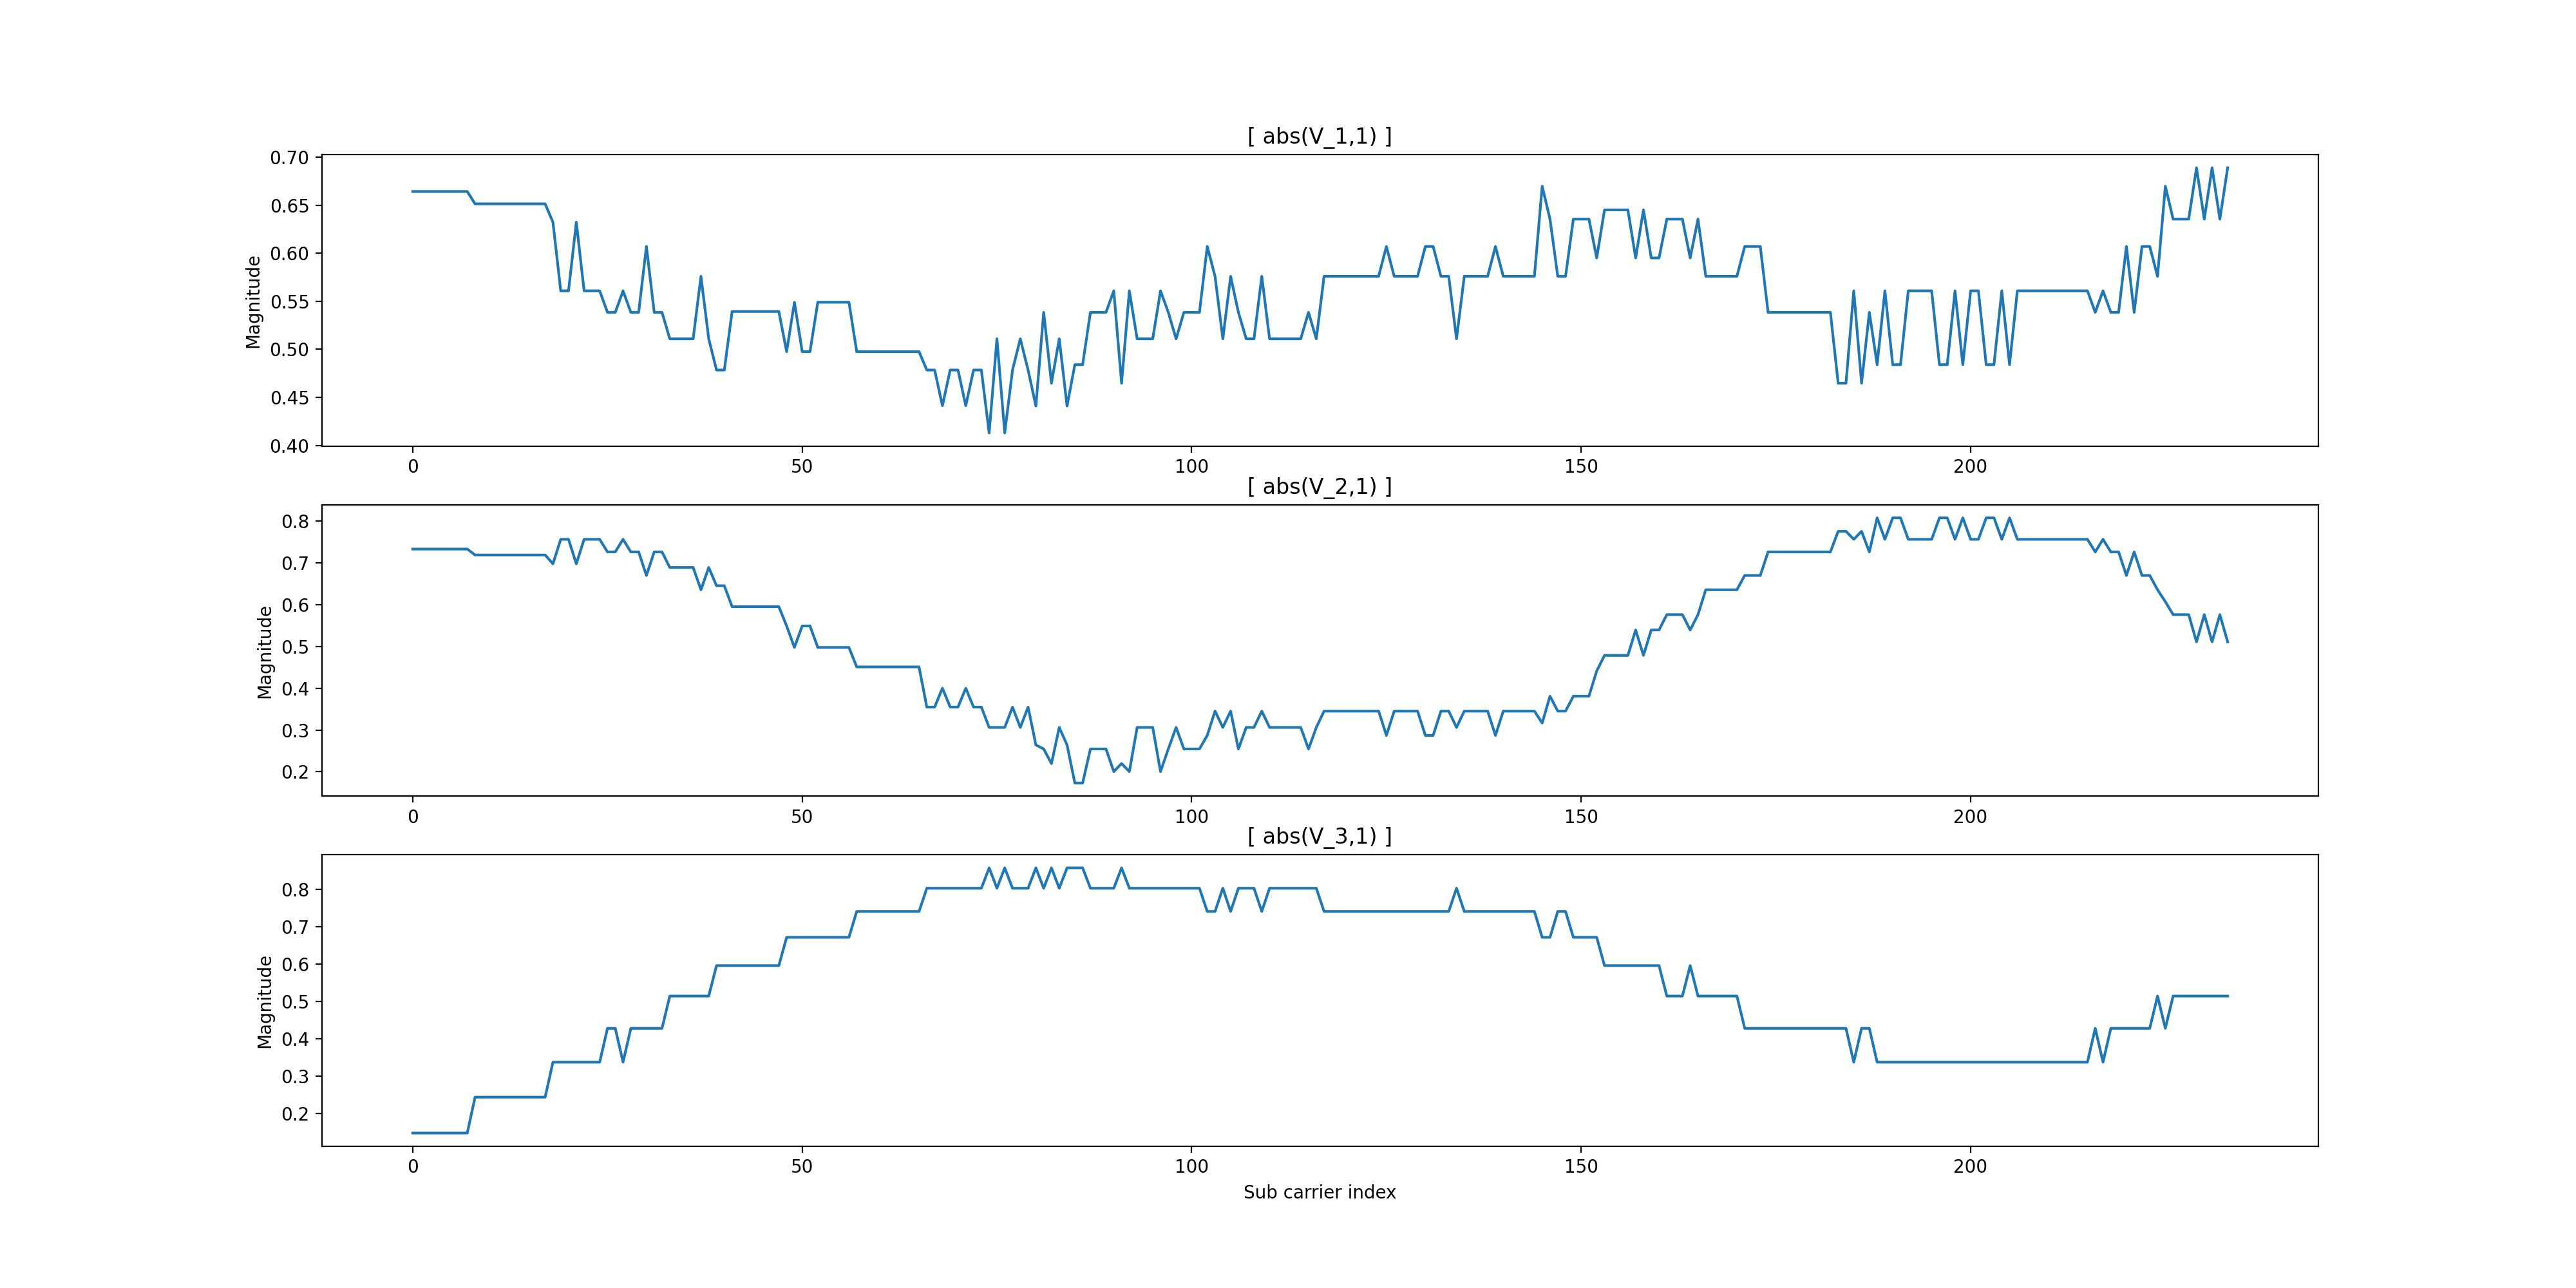 [ abs(V_1,1) ]
Magnitude
0.70
0.65
0.60
0.55
0.50
0.45
0.40
0 50 100 150 200
[ abs(V_2,1) ]
Magnitude
0.8
0.7
0.6
0.5
0.4
0.3
0.2
0 50 100 150 200
[ abs(V_3,1) ]
Magnitude
0.8
0.7
0.6
0.5
0.4
0.3
0.2
0 50 100 150 200
Sub carrier index